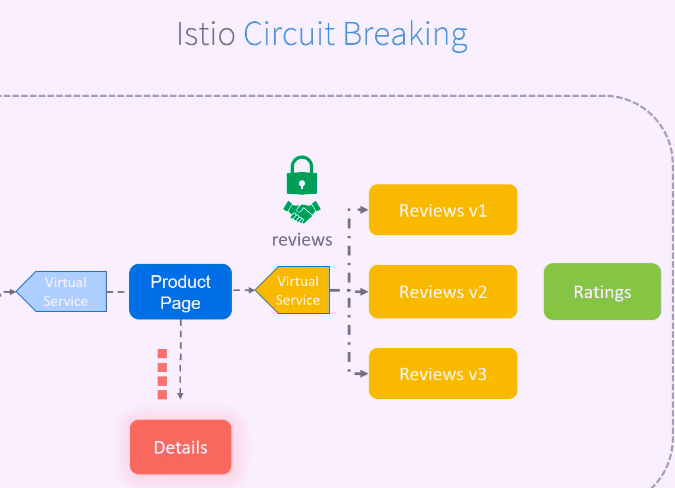 Istio Circuit Breaking
reviews
Reviews v1
Virtual
Service
Product
Page
Virtual
Service
Reviews v2
Ratings
Reviews v3
Details